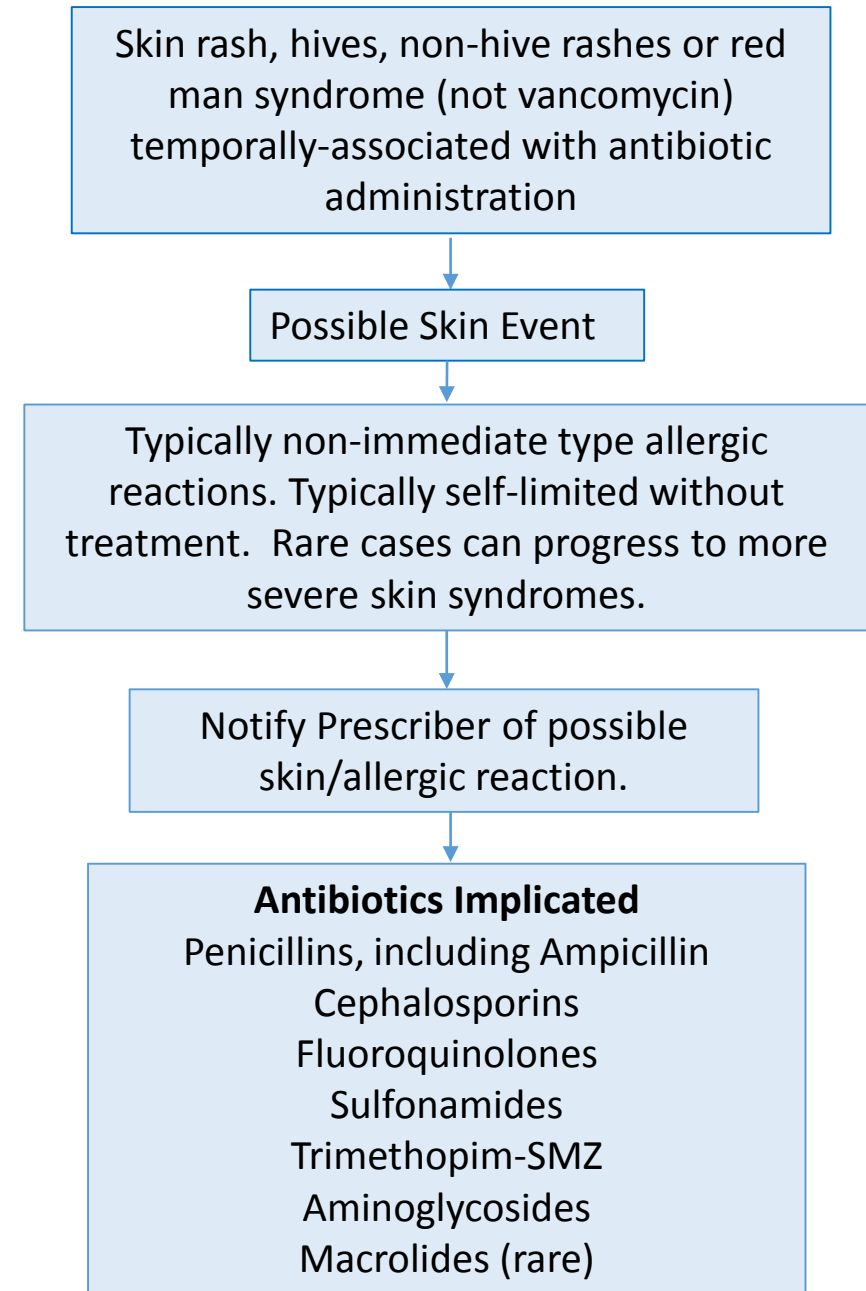 Skin rash, hives, non-hive rashes or red
man syndrome (not vancomycin)
temporally-associated with antibiotic
administration
Possible Skin Event
Typically non-immediate type allergic
reactions. Typically self-limited without
treatment.  Rare cases can progress to more
severe skin syndromes.
Notify Prescriber of possible
skin/allergic reaction.
Antibiotics Implicated
Penicillins, including Ampicillin
Cephalosporins
Fluoroquinolones
Sulfonamides
Trimethopim-SMZ
Aminoglycosides
Macrolides (rare)